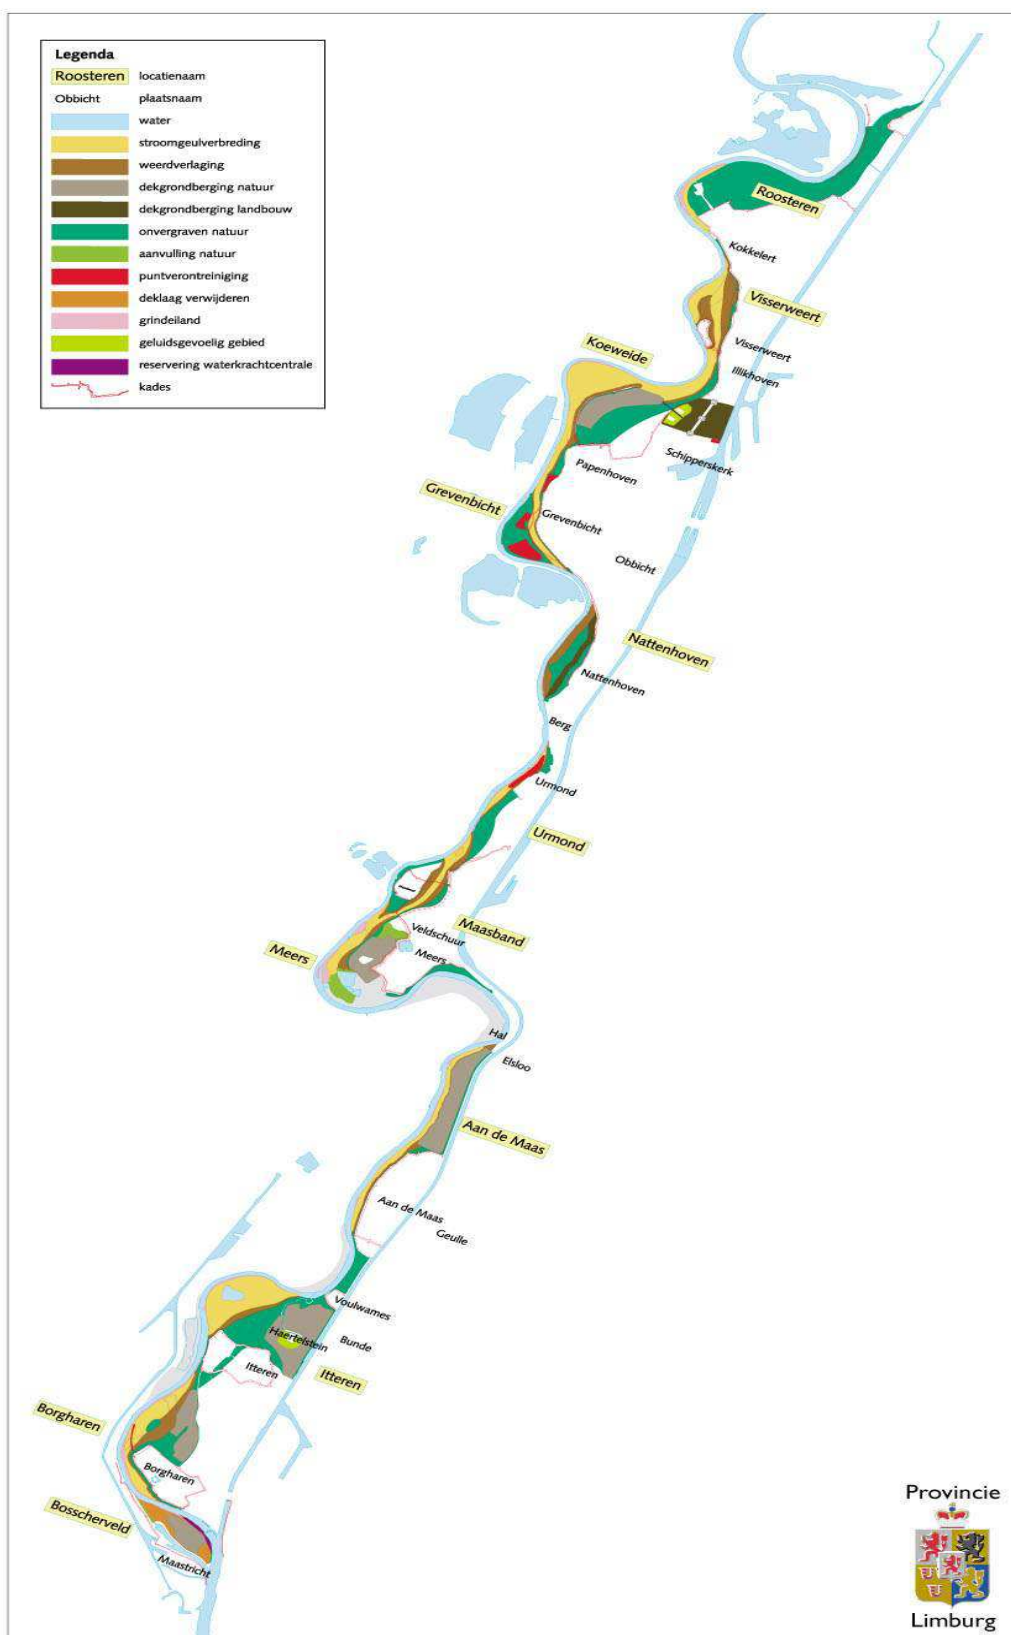 Legenda
Roosteren locatienaam
Obbicht plaatsnaam
water
stroomgeulverbreding
weerdverlaging
dekgrondberging natuur
dekgrondberging landbouw
onvergraven natuur
aanvulling natuur
puntverontreiniging
deklaag verwijderen
grindeiland
geluidsgevoelig gebied
reservering waterkrachtcentrale
kades
Roosteren
Kokkelert
Visserweert
Koeweide
Visserweert
Illikhoven
Schipperskerk
Papenhoven
Grevenbicht
Grevenbicht
Obbicht
Nattenhoven
Nattenhoven
Berg
Urmond
Urmond
Maasband
Veldschuur
Meers
Meers
Hal
Elsloo
Aan de Maas
Aan de Maas
Geulle
Voulwames
Haertelstein
Bunde
Itteren
Itteren
Borgharen
Borgharen
Bosscherveld
Maastricht
Provincie
Limburg